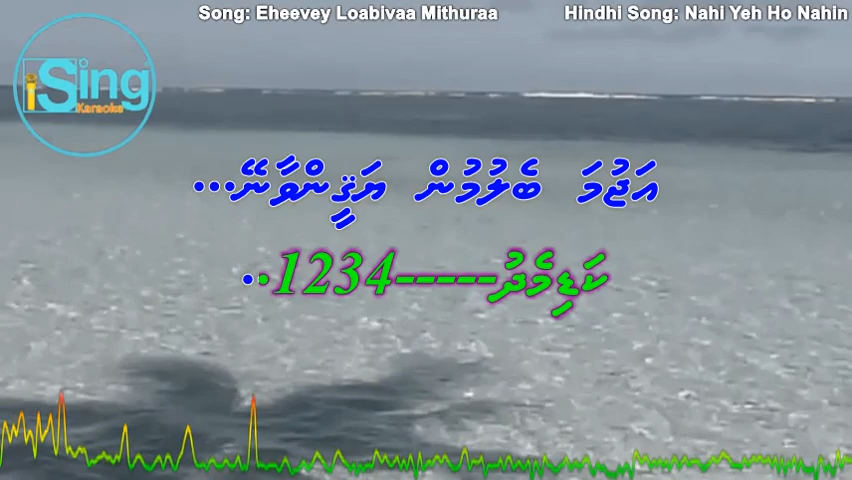 Song: Eheevey Loabivaa Mithuraa
Hindhi Song: Nahi Yeh Ho Nahin
iSing
Karaoke
އަޖުމަ ބެލުމުން ޔަޤީންވާނޭ...
ކަޑިމެދު-----1234..